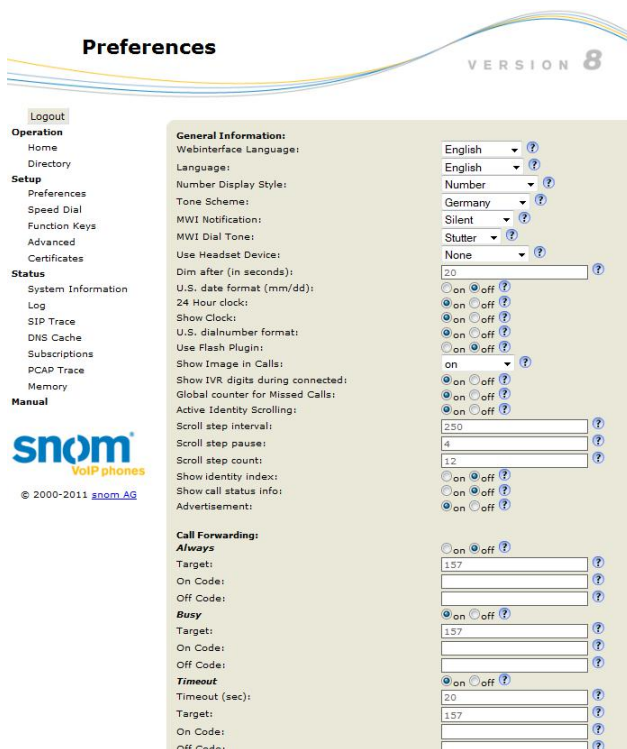 Preferences
VERSION 8
Logout
Operation
Home
Directory
Setup
Preferences
Speed Dial
Function Keys
Advanced
Certificates
Status
System Information
Log
SIP Trace
DNS Cache
Subscriptions
PCAP Trace
Memory
Manual
snom
VoIP phones
© 2000-2011 snom AG
General Information:
Webinterface Language: English ?
Language: English ?
Number Display Style: Number ?
Tone Scheme: Germany ?
MWI Notification: Silent ?
MWI Dial Tone: Stutter ?
Use Headset Device: None ?
Dim after (in seconds): 20 ?
U.S. date format (mm/dd): on off ?
24 Hour clock: on off ?
Show Clock: on off ?
U.S. dialnumber format: on off ?
Use Flash Plugin: on off ?
Show Image in Calls: on ?
Show IVR digits during connected: on off ?
Global counter for Missed Calls: on off ?
Active Identity Scrolling: on off ?
Scroll step interval: 250 ?
Scroll step pause: 4 ?
Scroll step count: 12 ?
Show identity index: on off ?
Show call status info: on off ?
Advertisement: on off ?
Call Forwarding:
Always on off ?
Target: 157 ?
On Code: ?
Off Code: ?
Busy on off ?
Target: 157 ?
On Code: ?
Off Code: ?
Timeout on off ?
Timeout (sec): 20 ?
Target: 157 ?
On Code: ?
Off Code: ?